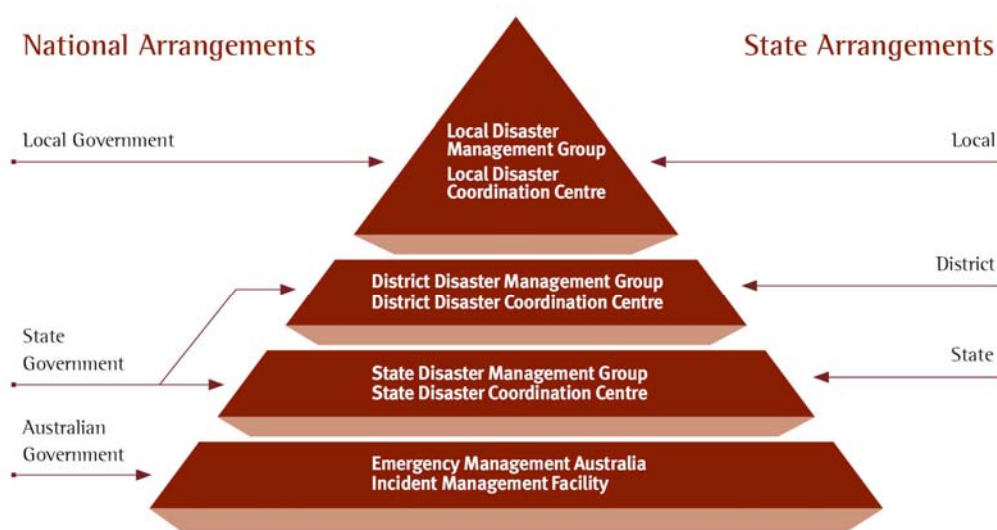 National Arrangements
State Arrangements
Local Government
Local Disaster
Management Group
Local Disaster
Coordination Centre
Local
District Disaster Management Group
District Disaster Coordination Centre
District
State
Government
State Disaster Management Group
State Disaster Coordination Centre
State
Australian
Government
Emergency Management Australia
Incident Management Facility